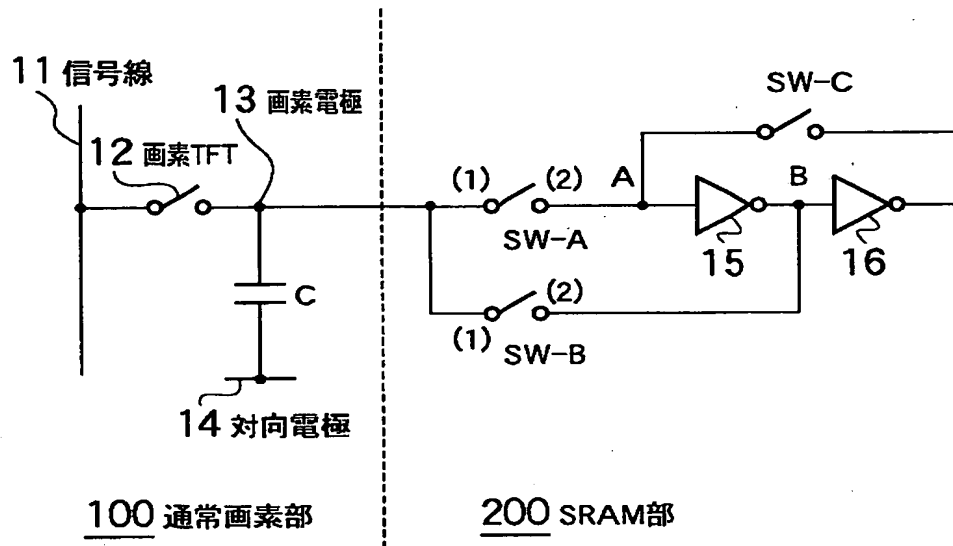 11 信号線
12 画素TFT
13 画素電極
C
14 対向電極
100 通常画素部
SW-C
(1) (2) A B
SW-A
15 16
(2)
(1)
SW-B
200 SRAM部